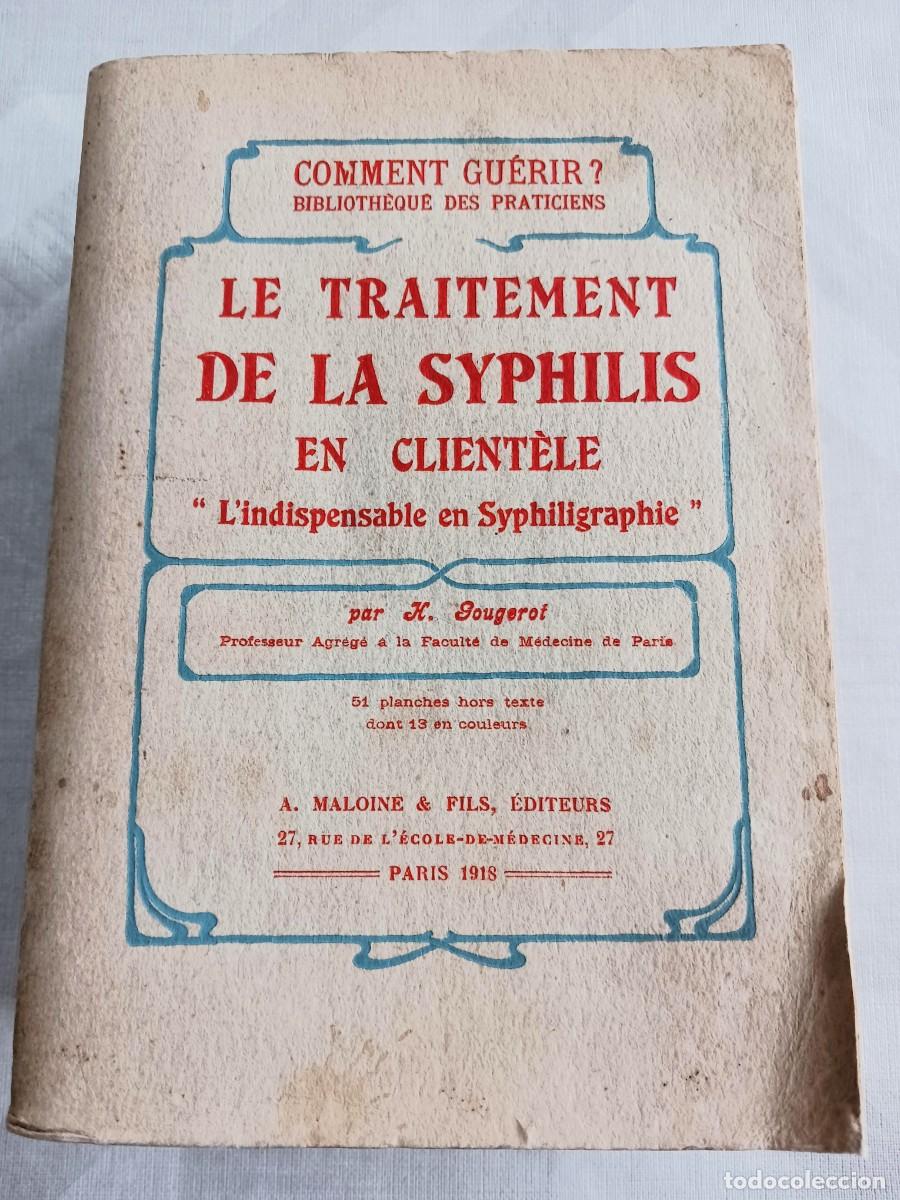 COMMENT GUÉRIR ?
BIBLIOTHÈQUE DES PRATICIENS
LE TRAITEMENT
DE LA SYPHILIS
EN CLIENTÈLE
“ L'indispensable en Syphiligraphie ”
par H. Gougerot
Professeur Agrégé à la Faculté de Médecine de Paris
51 planches hors texte
dont 13 en couleurs
A. MALOINE & FILS, ÉDITEURS
27, RUE DE L'ÉCOLE-DE-MÉDECINE, 27
PARIS 1918
todocoleccion